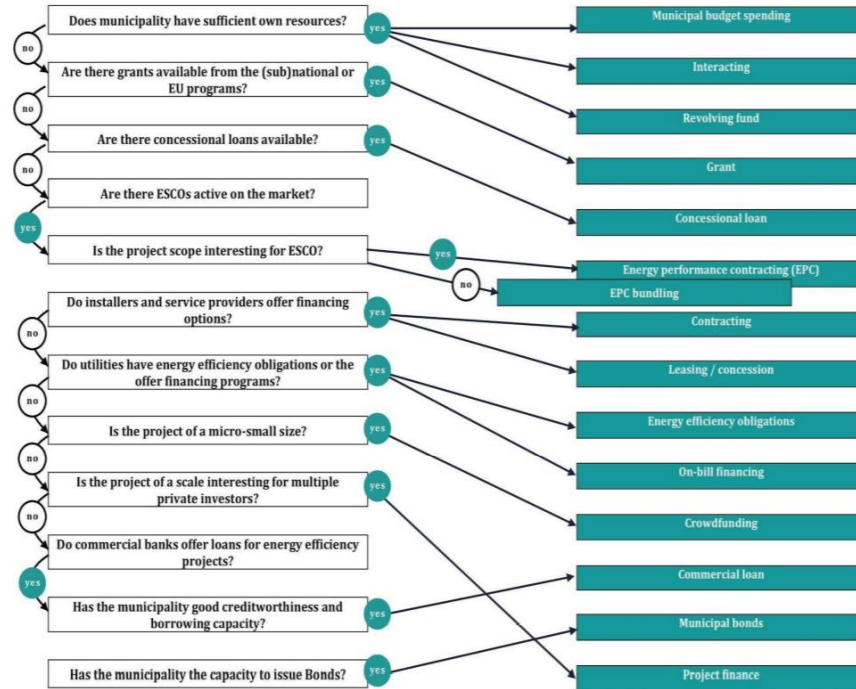 Does municipality have sufficient own resources?
yes
Municipal budget spending
no
Interacting
Are there grants available from the (sub)national or
EU programs?
yes
Revolving fund
no
Are there concessional loans available?
yes
Grant
no
Are there ESCOs active on the market?
Concessional loan
yes
Is the project scope interesting for ESCO?
yes
Energy performance contracting (EPC)
no
EPC bundling
Do installers and service providers offer financing
options?
yes
Contracting
no
Leasing / concession
Do utilities have energy efficiency obligations or the
offer financing programs?
yes
Energy efficiency obligations
no
Is the project of a micro-small size?
yes
On-bill financing
no
Is the project of a scale interesting for multiple
private investors?
yes
Crowdfunding
no
Do commercial banks offer loans for energy efficiency
projects?
Commercial loan
yes
Has the municipality good creditworthiness and
borrowing capacity?
yes
Municipal bonds
Has the municipality the capacity to issue Bonds?
yes
Project finance